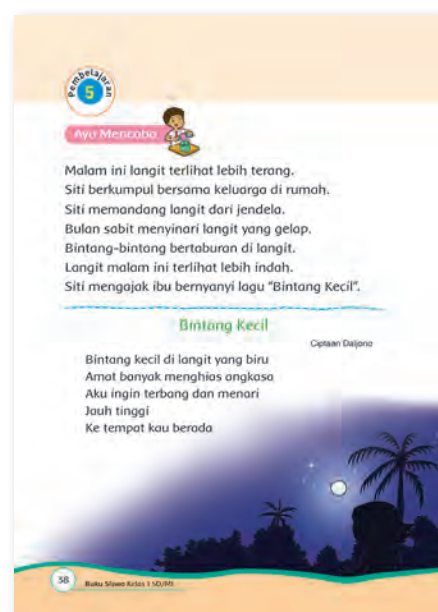 Pembelajaran
5
Ayo Mencoba
Malam ini langit terlihat lebih terang.
Siti berkumpul bersama keluarga di rumah.
Siti memandang langit dari jendela.
Bulan sabit menyinari langit yang gelap.
Bintang-bintang bertaburan di langit.
Langit malam ini terlihat lebih indah.
Siti mengajak ibu bernyanyi lagu "Bintang Kecil".
Bintang Kecil
Ciptaan Daljono
Bintang kecil di langit yang biru
Amat banyak menghias angkasa
Aku ingin terbang dan menari
Jauh tinggi
Ke tempat kau berada
38
Buku Siswa Kelas I SD/MI